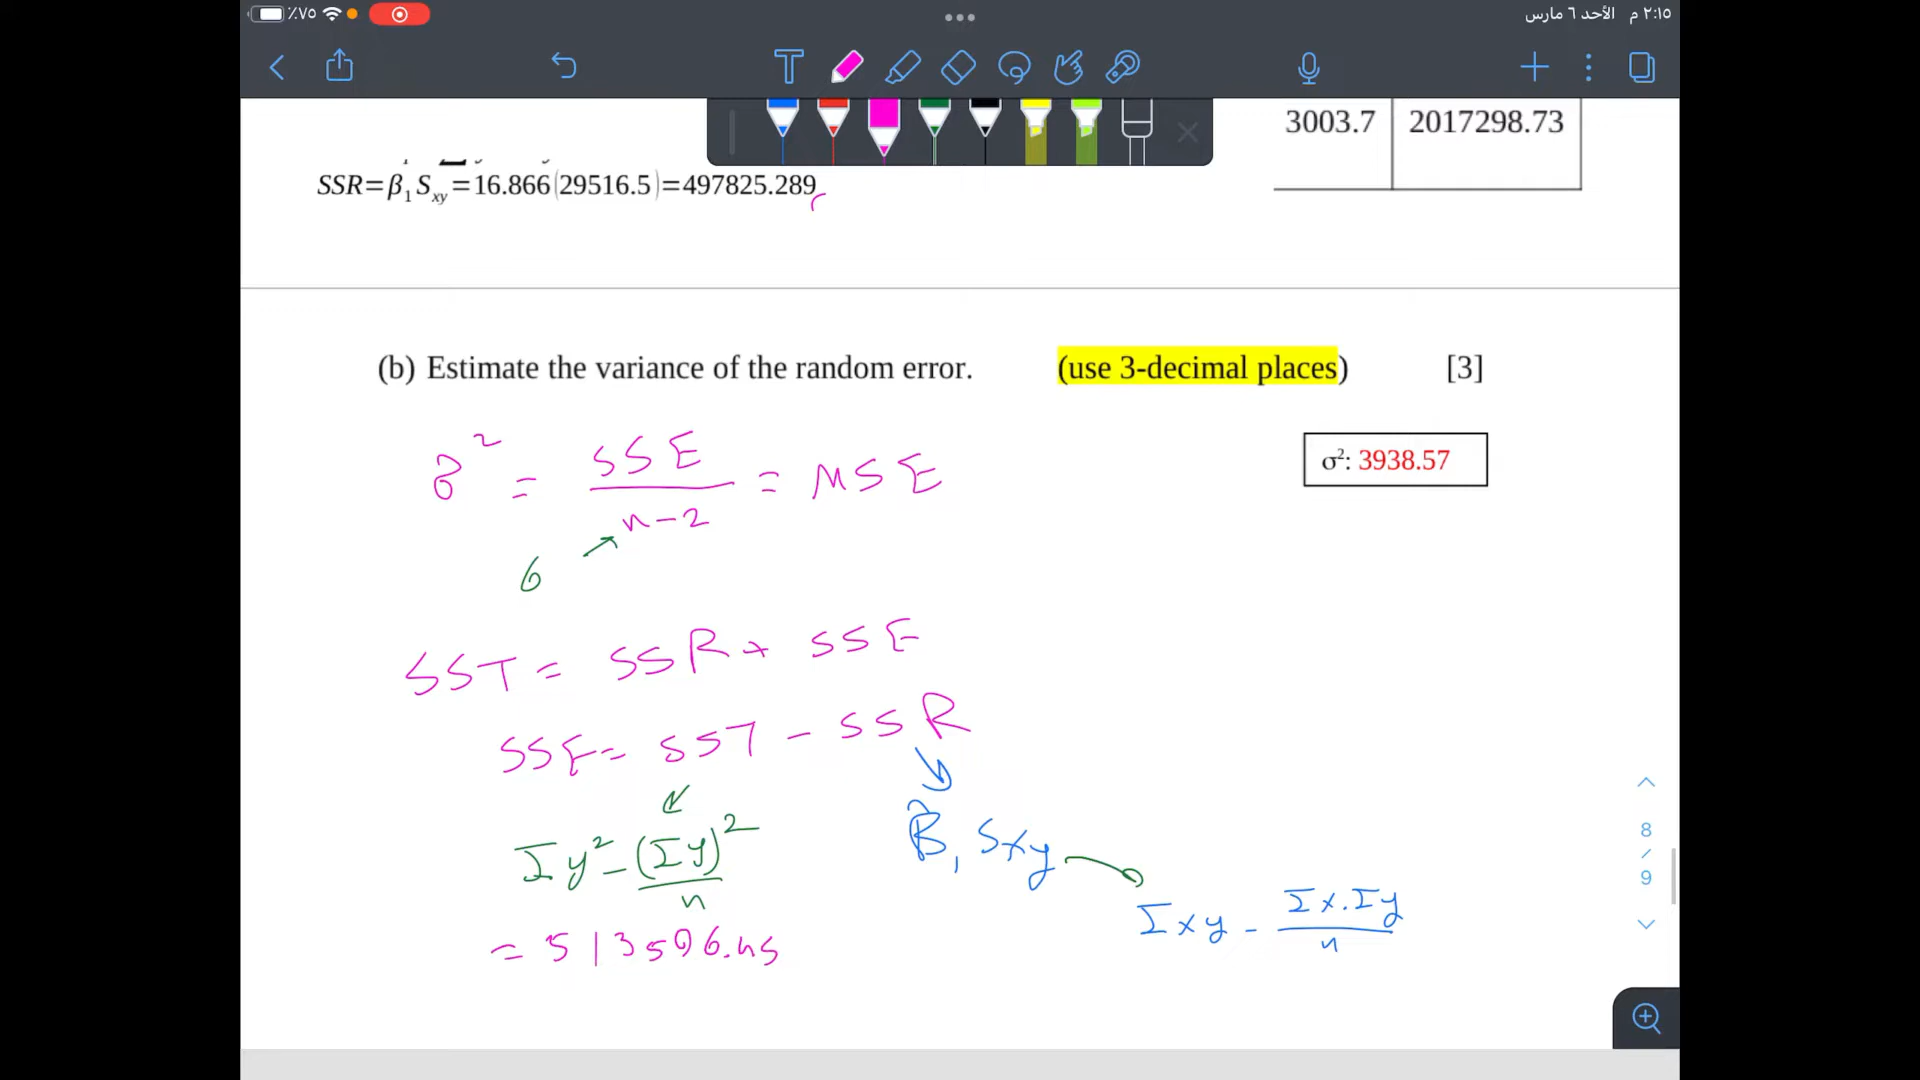 ٪٧٥
٢:١٥ م الأحد ٦ مارس
3003.7 2017298.73
SSR=β₁Sxy=16.866(29516.5)=497825.289
(b) Estimate the variance of the random error. (use 3-decimal places) [3]
σ²: 3938.57
σ̂² = SSE / n-2 = MSE
6
SST = SSR + SSE
SSE = SST - SSR
β̂₁ Sxy
Σy² - (Σy)² / n
Σxy - Σx.Σy / n
= 513596.45
8
/
9